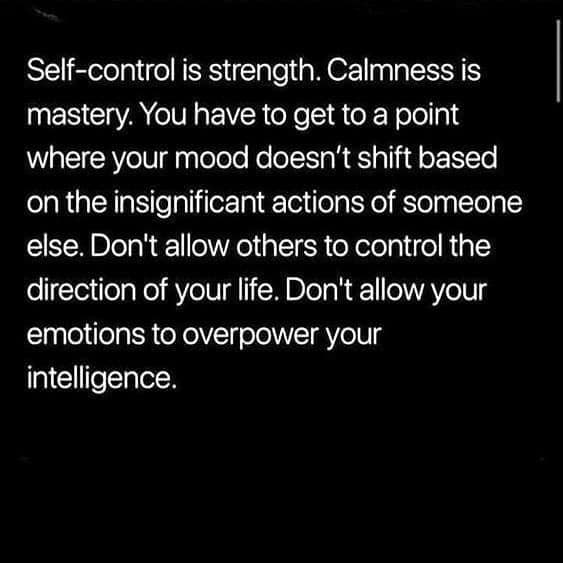 Self-control is strength. Calmness is
mastery. You have to get to a point
where your mood doesn’t shift based
on the insignificant actions of someone
else. Don't allow others to control the
direction of your life. Don't allow your
emotions to overpower your
intelligence.